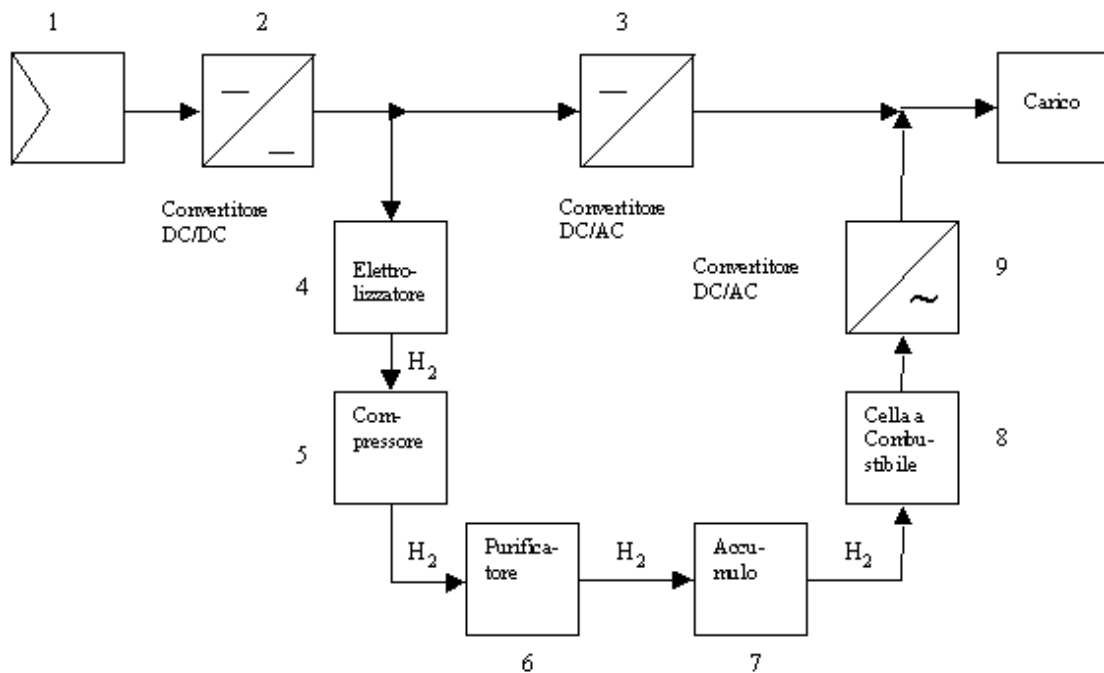 1
2
3
Carico
Convertitore
DC/DC
Convertitore
DC/AC
Convertitore
DC/AC
9
~
4
Elettro-
lizzatore
H2
5
Com-
pressore
Cella a
Combu-
stibile
8
H2
Purifica-
tore
H2
Accu-
mulo
H2
6
7